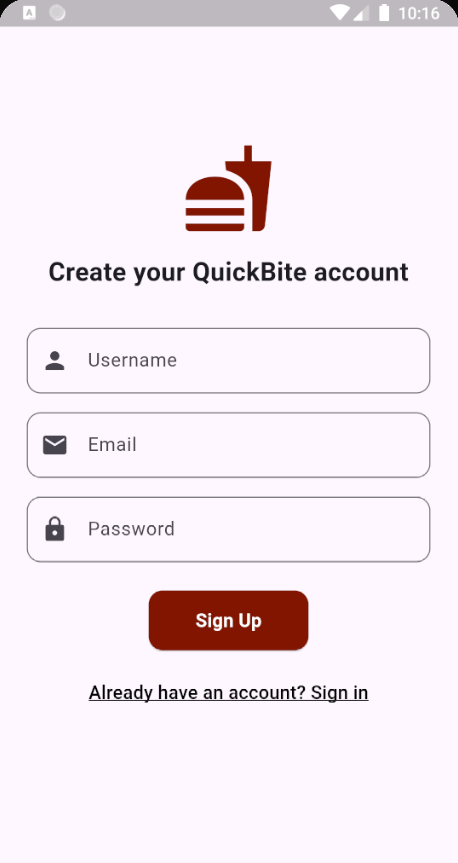 A 10:16
Create your QuickBite account
Username
Email
Password
Sign Up
Already have an account? Sign in